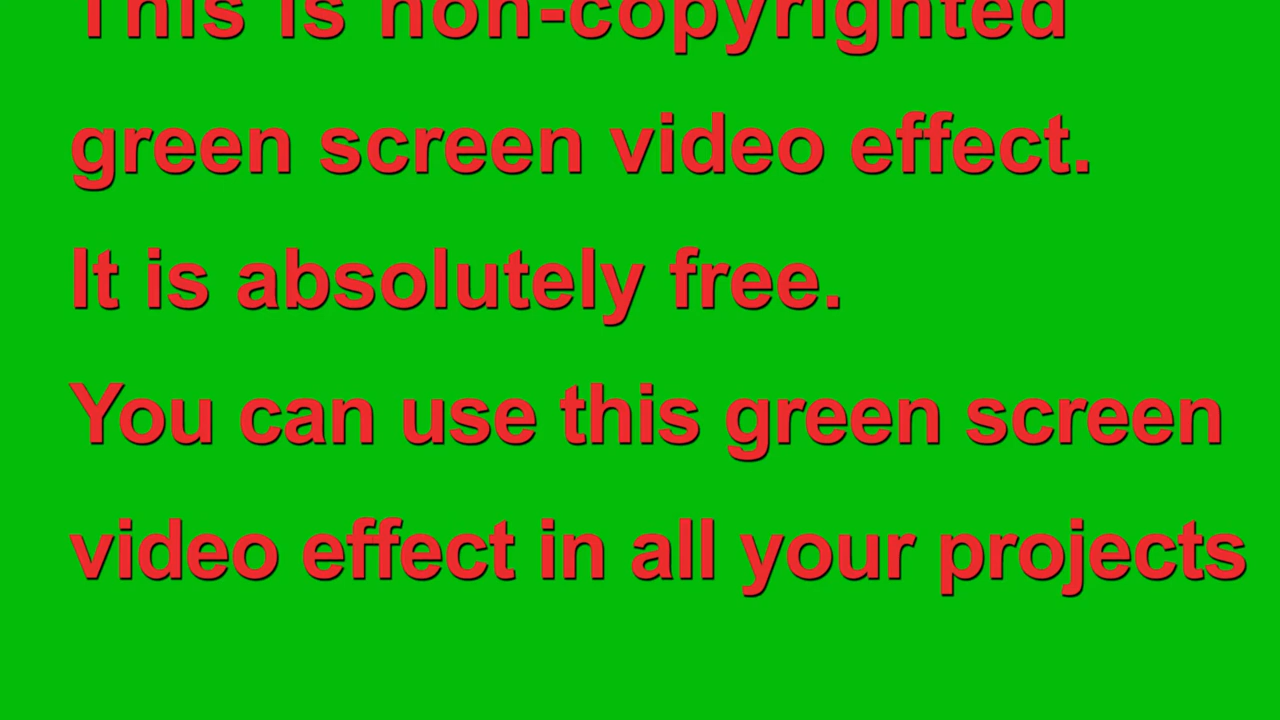 This is non-copyrighted
green screen video effect.
It is absolutely free.
You can use this green screen
video effect in all your projects